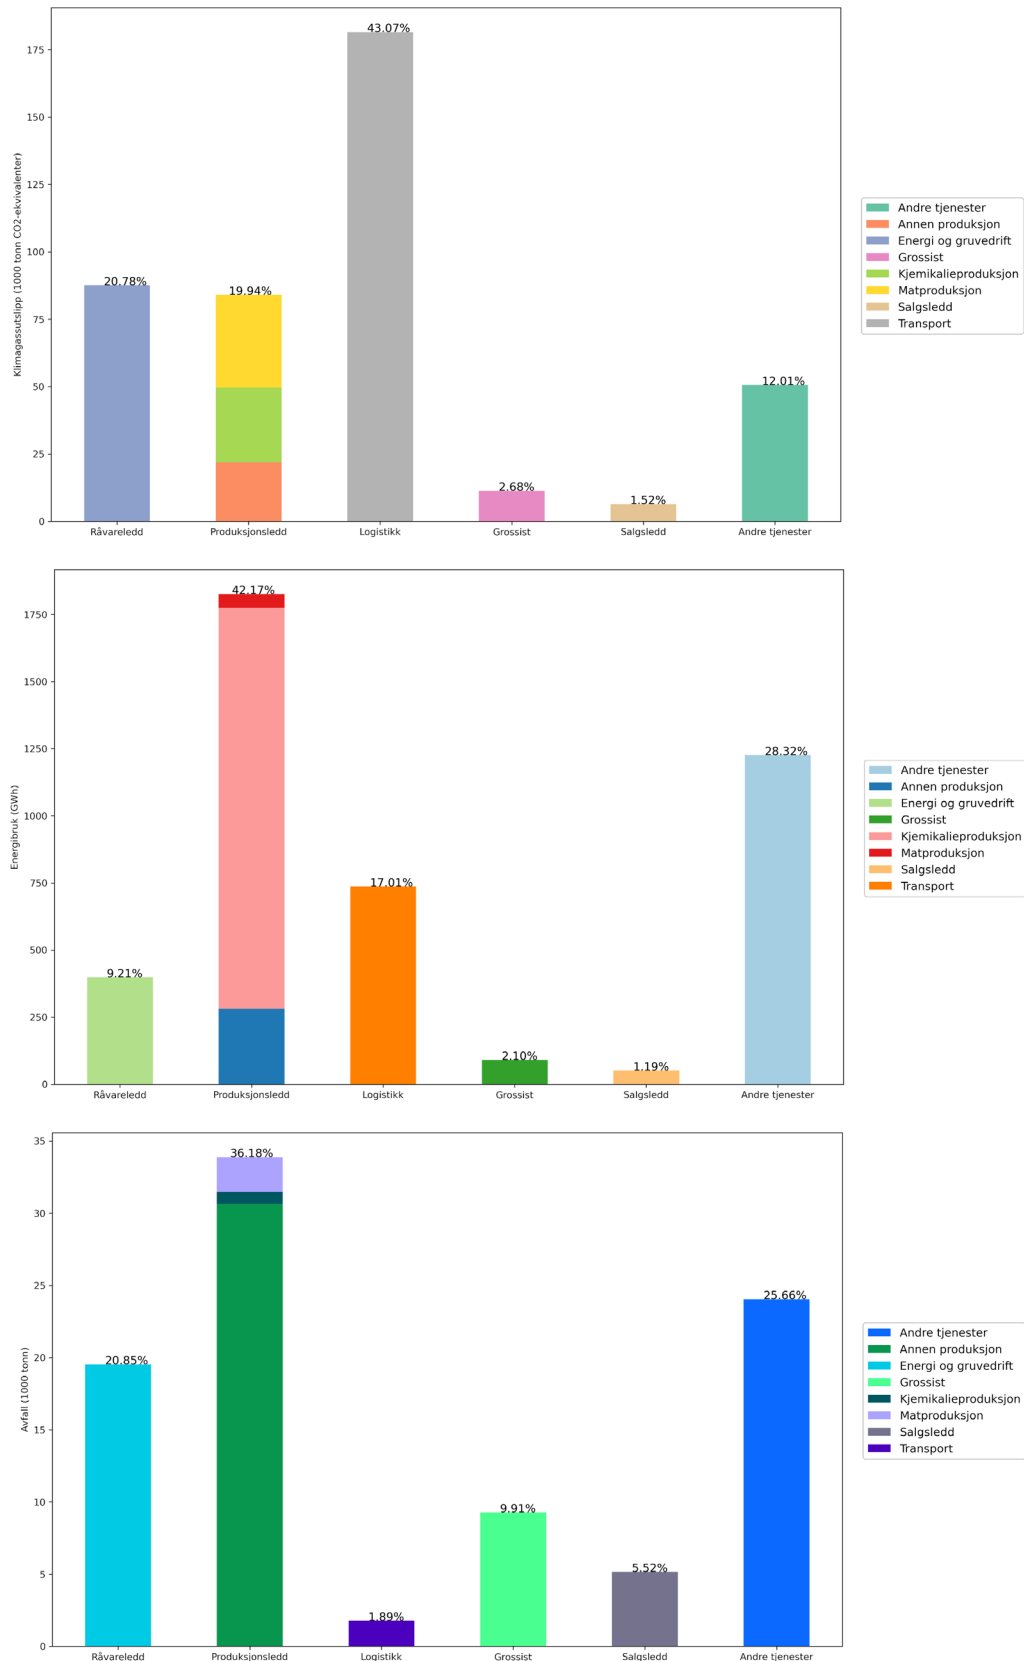 43.07%
175
150
125
100
20.78%
19.94%
75
50
12.01%
25
2.68%
1.52%
0
Klimagassutslipp (1000 tonn CO2-ekvivalenter)
Råvareledd Produksjonsledd Logistikk Grossist Salgsledd Andre tjenester
Andre tjenester
Annen produksjon
Energi og gruvedrift
Grossist
Kjemikalieproduksjon
Matproduksjon
Salgsledd
Transport
42.17%
1750
1500
1250
28.32%
1000
750
17.01%
500
9.21%
250
2.10%
1.19%
0
Energibruk (GWh)
Råvareledd Produksjonsledd Logistikk Grossist Salgsledd Andre tjenester
Andre tjenester
Annen produksjon
Energi og gruvedrift
Grossist
Kjemikalieproduksjon
Matproduksjon
Salgsledd
Transport
35
36.18%
30
25
25.66%
20
20.85%
15
10
9.91%
5
5.52%
1.89%
0
Avfall (1000 tonn)
Råvareledd Produksjonsledd Logistikk Grossist Salgsledd Andre tjenester
Andre tjenester
Annen produksjon
Energi og gruvedrift
Grossist
Kjemikalieproduksjon
Matproduksjon
Salgsledd
Transport